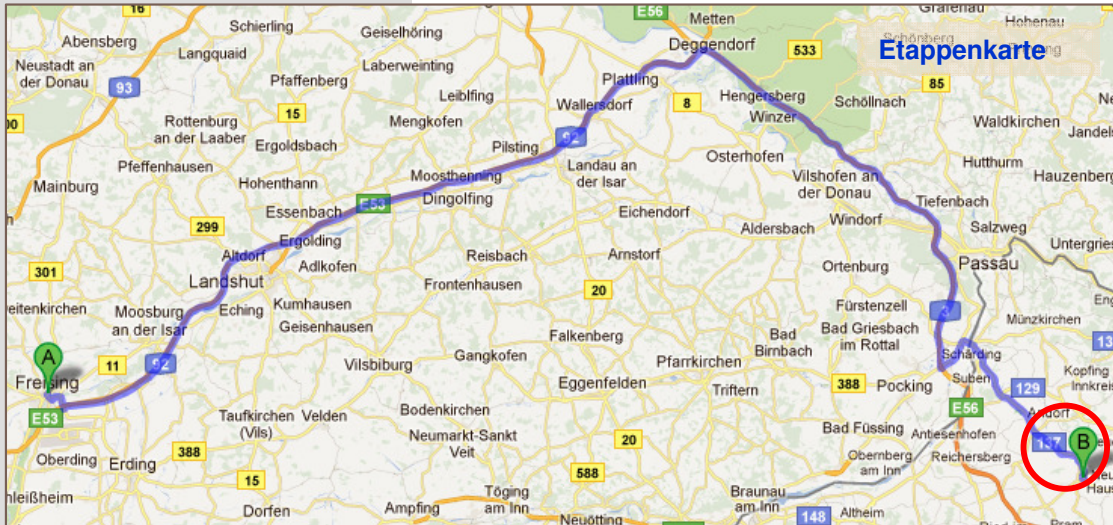 Etappenkarte
16
Schierling
Geiselhöring
E56
Metten
Grafenau
Hohenau
Abensberg
Langquaid
Deggendorf
533
Schönberg
Neustadt an
der Donau
93
Pfaffenberg
Laberweinting
Plattling
85
15
Leiblfing
Wallersdorf
8
Hengersberg
Schöllnach
Rottenburg
an der Laaber
Ergoldsbach
Mengkofen
92
Winzer
Waldkirchen
Pfeffenhausen
Pilsting
Landau an
der Isar
Osterhofen
Hutthurm
Mainburg
Hohenthann
Moosthenning
Vilshofen an
der Donau
Hauzenberg
Essenbach
E53
Dingolfing
Tiefenbach
299
Ergolding
Eichendorf
Aldersbach
Windorf
Salzweg
Altdorf
Adlkofen
Reisbach
Arnstorf
Passau
301
Landshut
Frontenhausen
Ortenburg
Eching
Kumhausen
20
Fürstenzell
3
Moosburg
an der Isar
Geisenhausen
Falkenberg
Bad
Birnbach
Bad Griesbach
im Rottal
Münzkirchen
A
11
92
Vilsbiburg
Gangkofen
Pfarrkirchen
Schärding
Freising
Eggenfelden
Triftern
388
Pocking
Suben
129
Kopfing
E53
Taufkirchen
(Vils)
Velden
Bodenkirchen
E56
Andorf
Oberding
Erding
388
Neumarkt-Sankt
Veit
20
Bad Füssing
Antiesenhofen
137
B
15
588
Obernberg
am Inn
Reichersberg
Dorfen
Ampfing
Töging
am Inn
Neuötting
Braunau
am Inn
148
Altheim
Pram